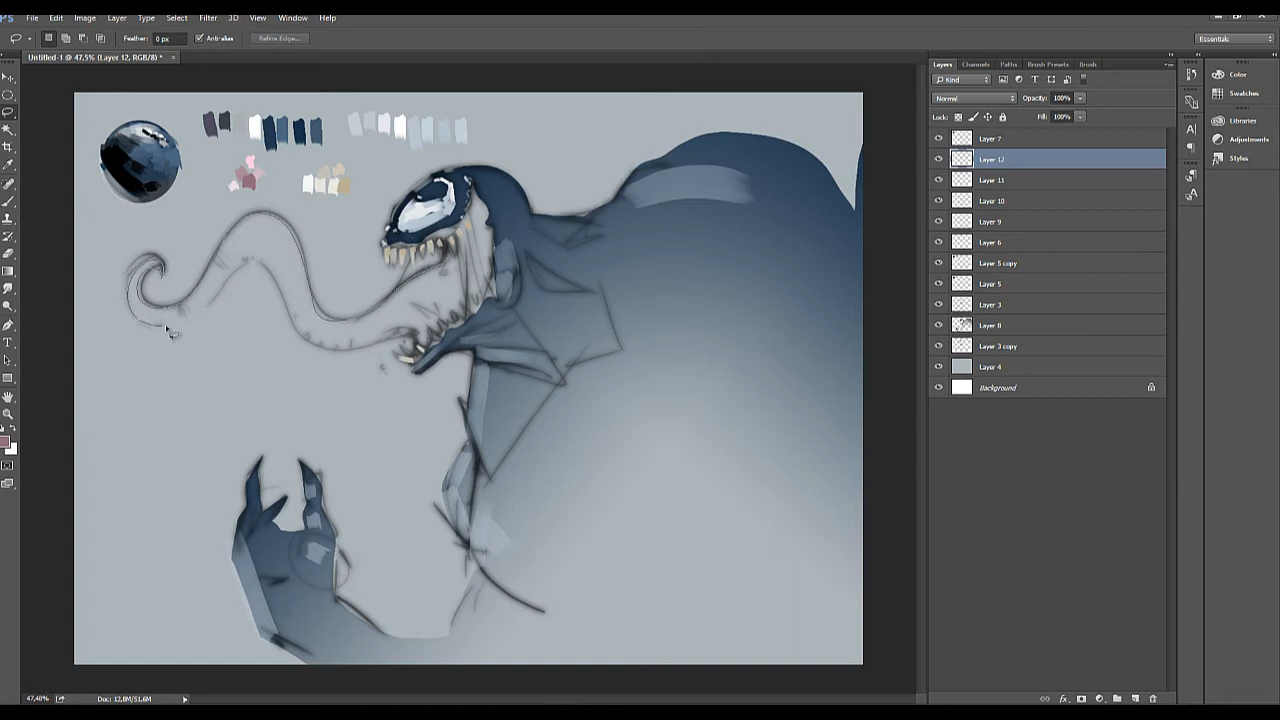 PS File Edit Image Layer Type Select Filter 3D View Window Help
Feather: 0 px Anti-alias Refine Edge... Essentials
Untitled-1 @ 47,5% (Layer 12, RGB/8) * ×
Layers Channels Paths Brush Presets Brush
Kind
Normal Opacity: 100%
Lock: Fill: 100%
Layer 7
Layer 12
Layer 11
Layer 10
Layer 9
Layer 6
Layer 5 copy
Layer 5
Layer 3
Layer 8
Layer 3 copy
Layer 4
Background
Color
Swatches
Libraries
Adjustments
Styles
47,48% Doc: 12,8M/51,6M